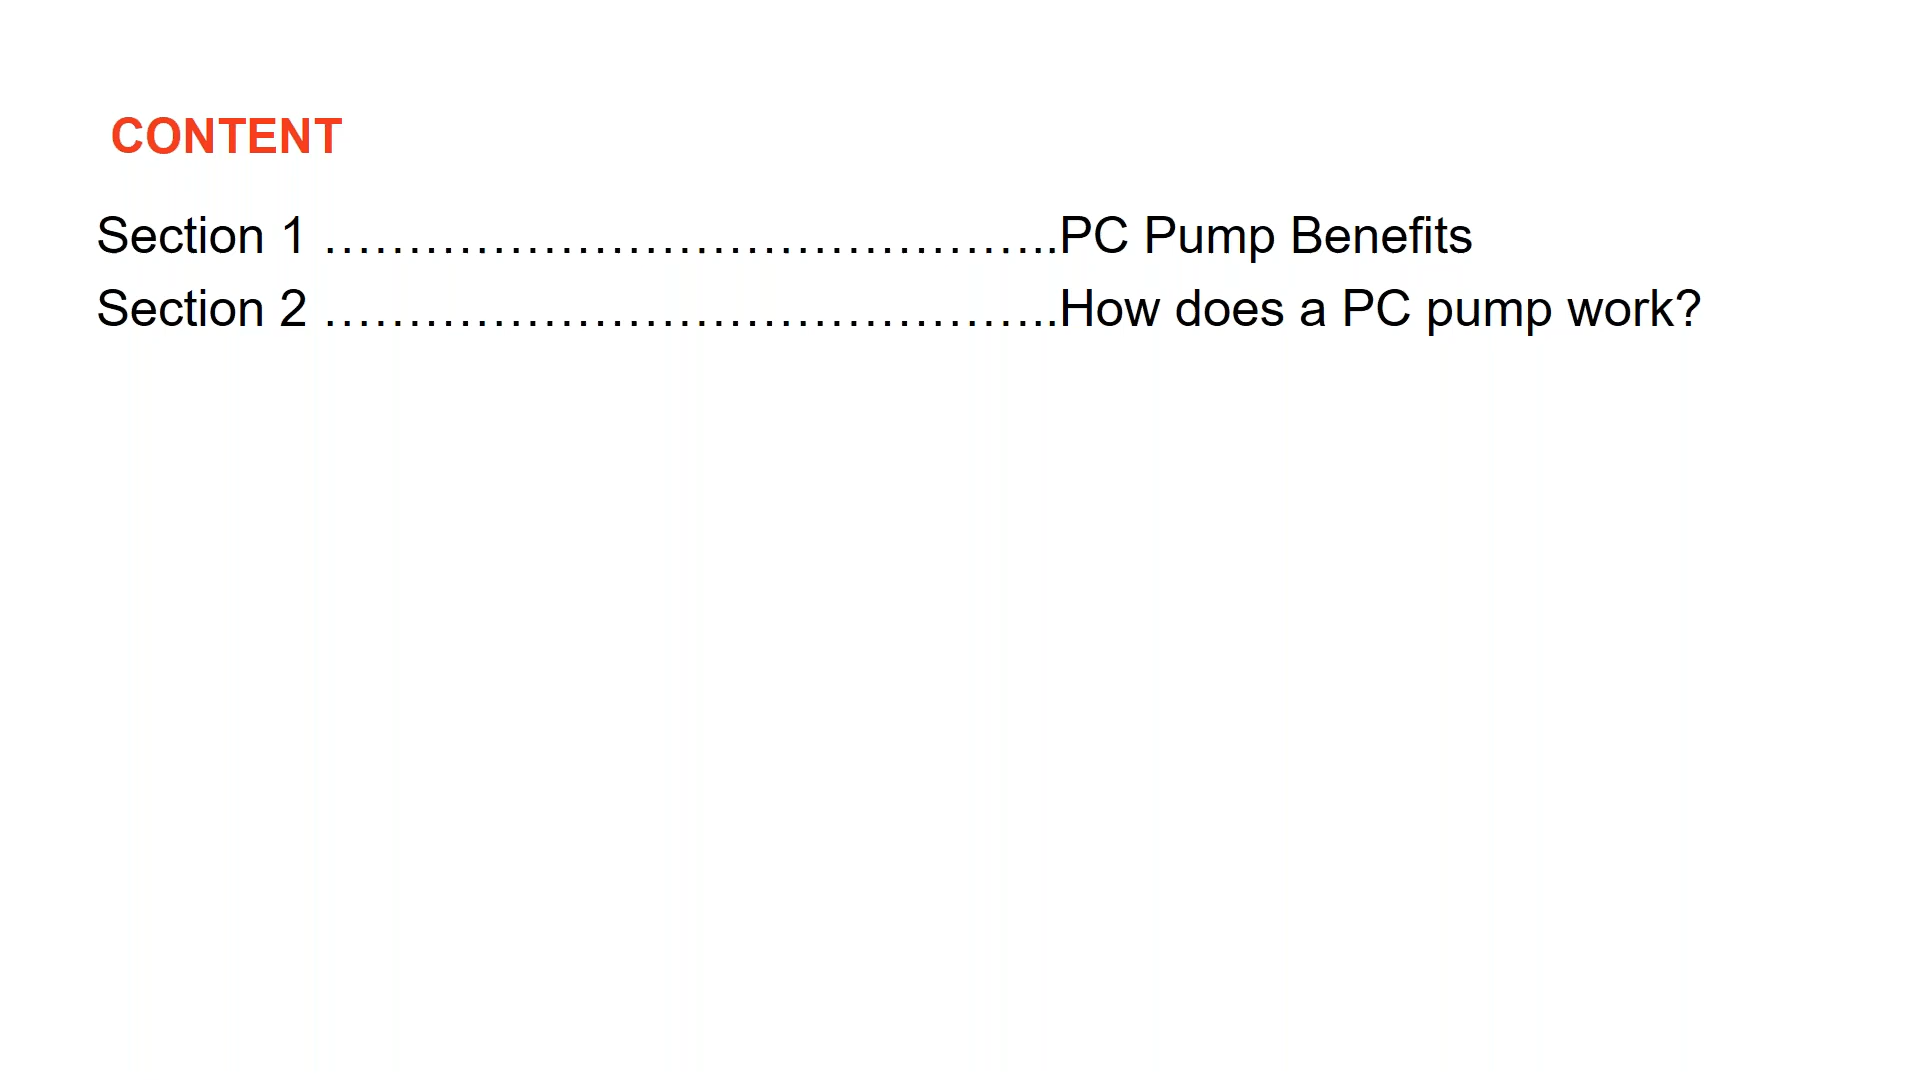 CONTENT
Section 1 ……………………………………..PC Pump Benefits
Section 2 ……………………………………..How does a PC pump work?